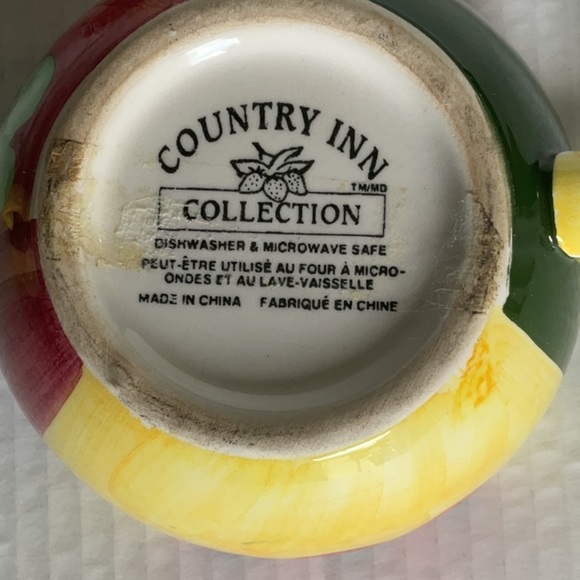 COUNTRY INN
TM/MD
COLLECTION
DISHWASHER & MICROWAVE SAFE
PEUT-ÊTRE UTILISÉ AU FOUR À MICRO-
ONDES ET AU LAVE-VAISSELLE
MADE IN CHINA FABRIQUÉ EN CHINE